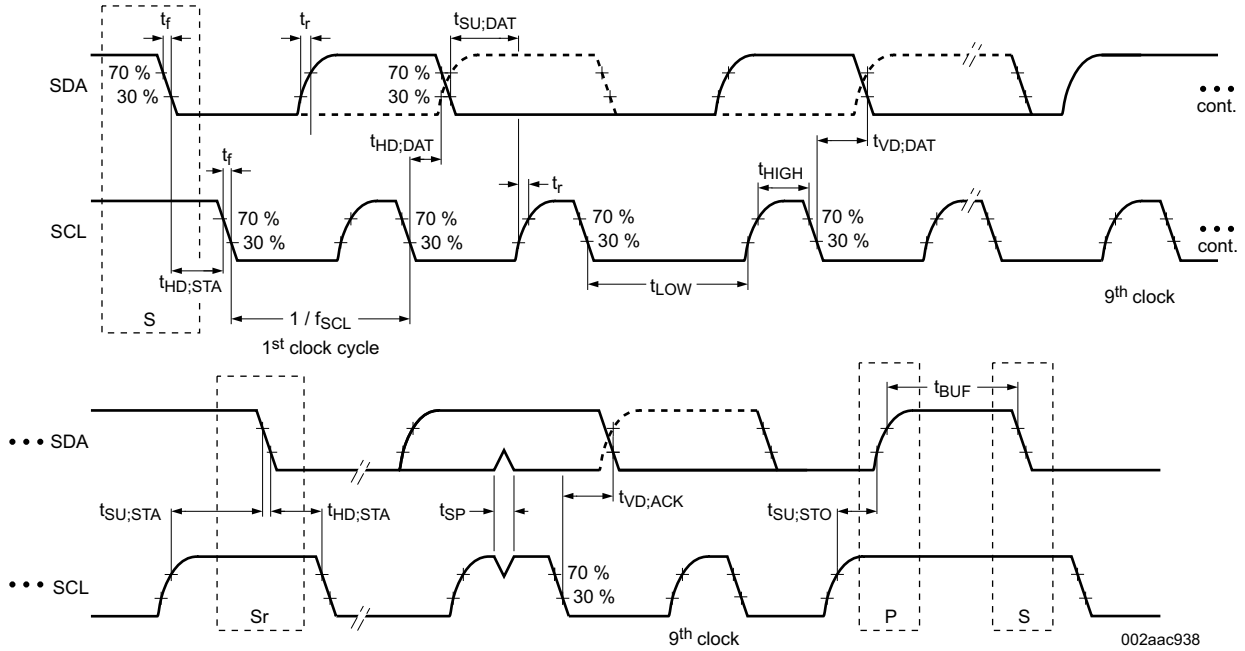 tf
tr
tSU;DAT
70 %
30 %
SDA
70 %
30 %
cont.
tHD;DAT
tVD;DAT
tf
tr
tHIGH
SCL
70 %
30 %
70 %
30 %
70 %
30 %
70 %
30 %
cont.
tHD;STA
tLOW
9th clock
S
1 / fSCL
1st clock cycle
tBUF
SDA
tSU;STA
tHD;STA
tSP
tVD;ACK
tSU;STO
SCL
70 %
30 %
Sr
9th clock
P
S
002aac938